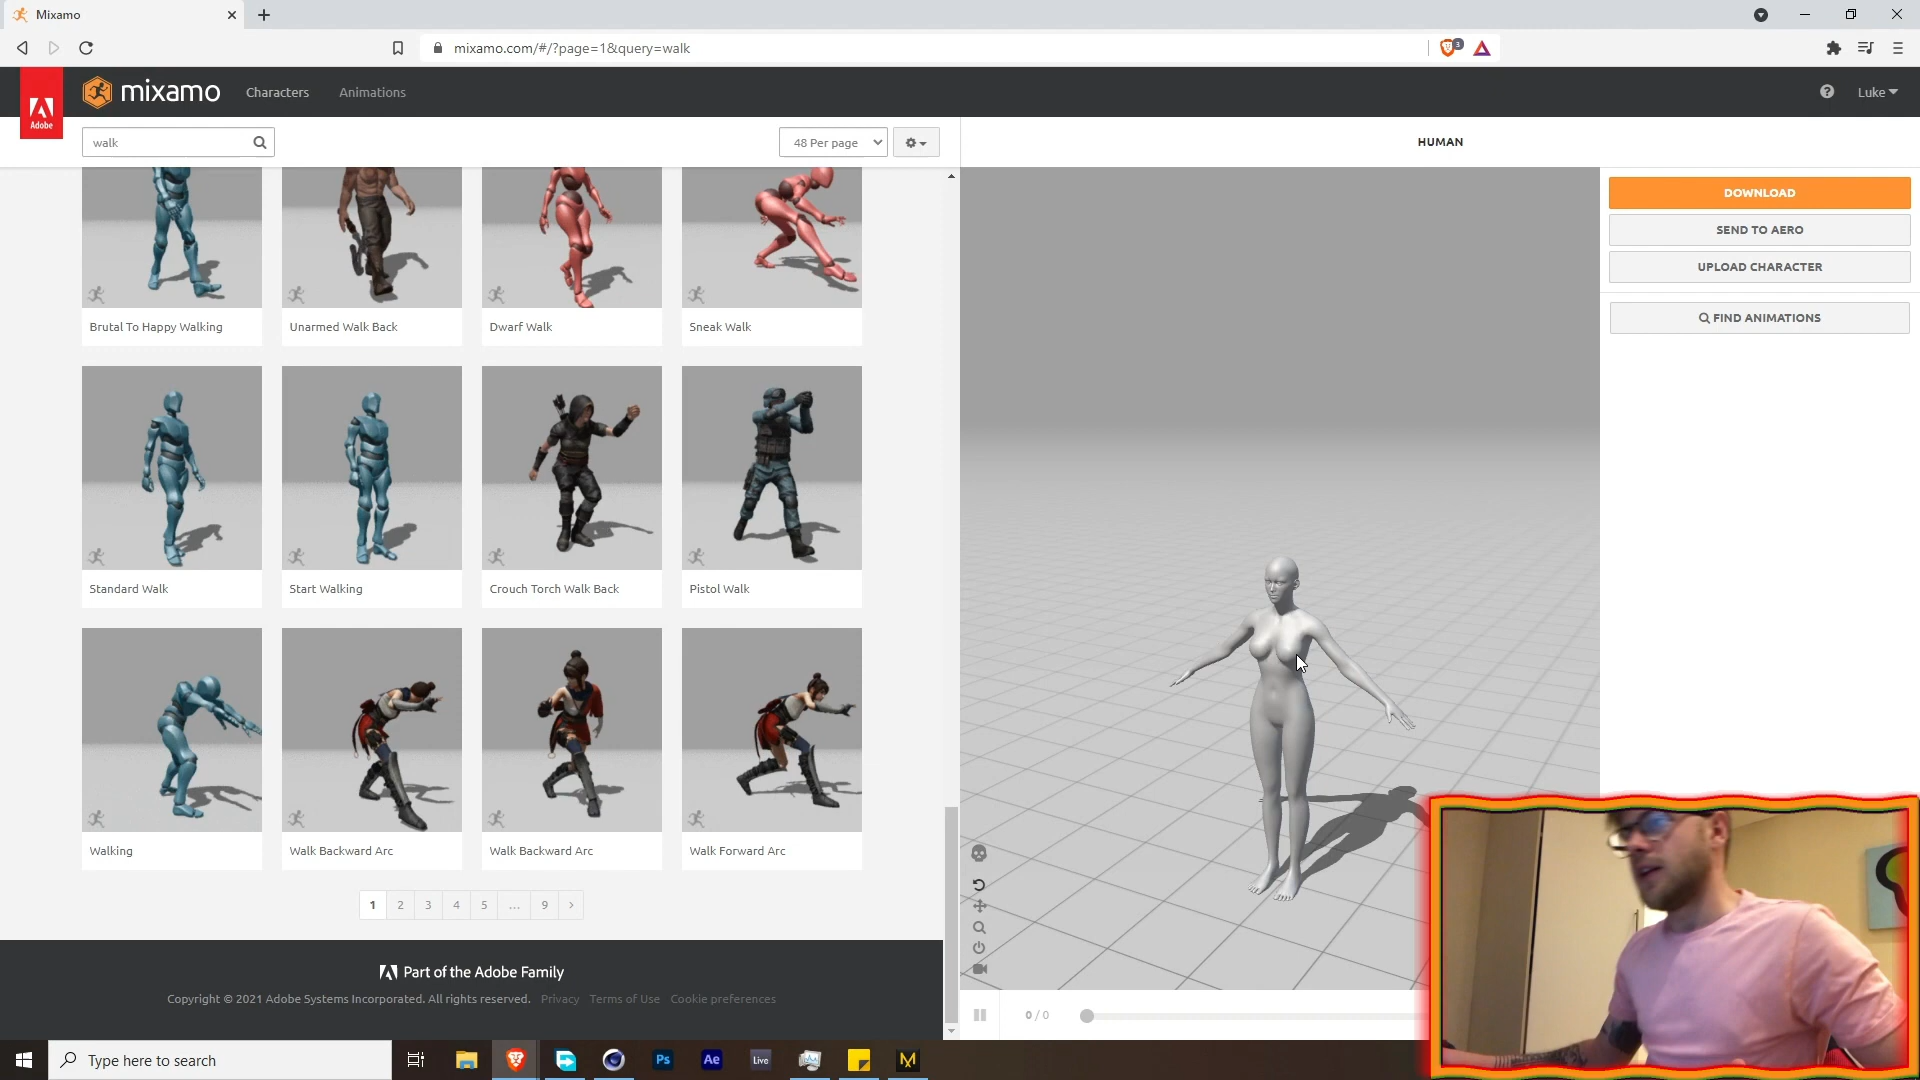 Mixamo
mixamo.com/#/?page=1&query=walk
3
Adobe
mixamo
Characters
Animations
Luke
walk
48 Per page
HUMAN
DOWNLOAD
SEND TO AERO
UPLOAD CHARACTER
FIND ANIMATIONS
Brutal To Happy Walking
Unarmed Walk Back
Dwarf Walk
Sneak Walk
Standard Walk
Start Walking
Crouch Torch Walk Back
Pistol Walk
Walking
Walk Backward Arc
Walk Backward Arc
Walk Forward Arc
1 2 3 4 5 ... 9 >
Part of the Adobe Family
Copyright © 2021 Adobe Systems Incorporated. All rights reserved. Privacy Terms of Use Cookie preferences
0 / 0
Type here to search
Ps
Ae
Live